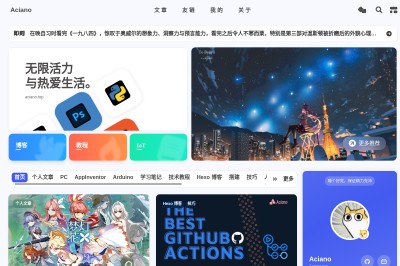 Aciano
文章 友链 我的 关于
即刻 在晚自习时看完《一九八四》，惊叹于奥威尔的想象力、洞察力与预言能力。看完之后令人不寒而栗，特别是第三部对温斯顿被折磨后的外貌心理…
无限活力
与热爱生活。
Ps
博客
教程
IoT
更多推荐
首页 个人文章 PC AppInventor Arduino 学习笔记 技术教程 Hexo 博客 搭建 技巧
更多
个人文章
Hexo 博客 技巧
Aciano
THE
BEST
GITHUB
ACTIONS
Aciano